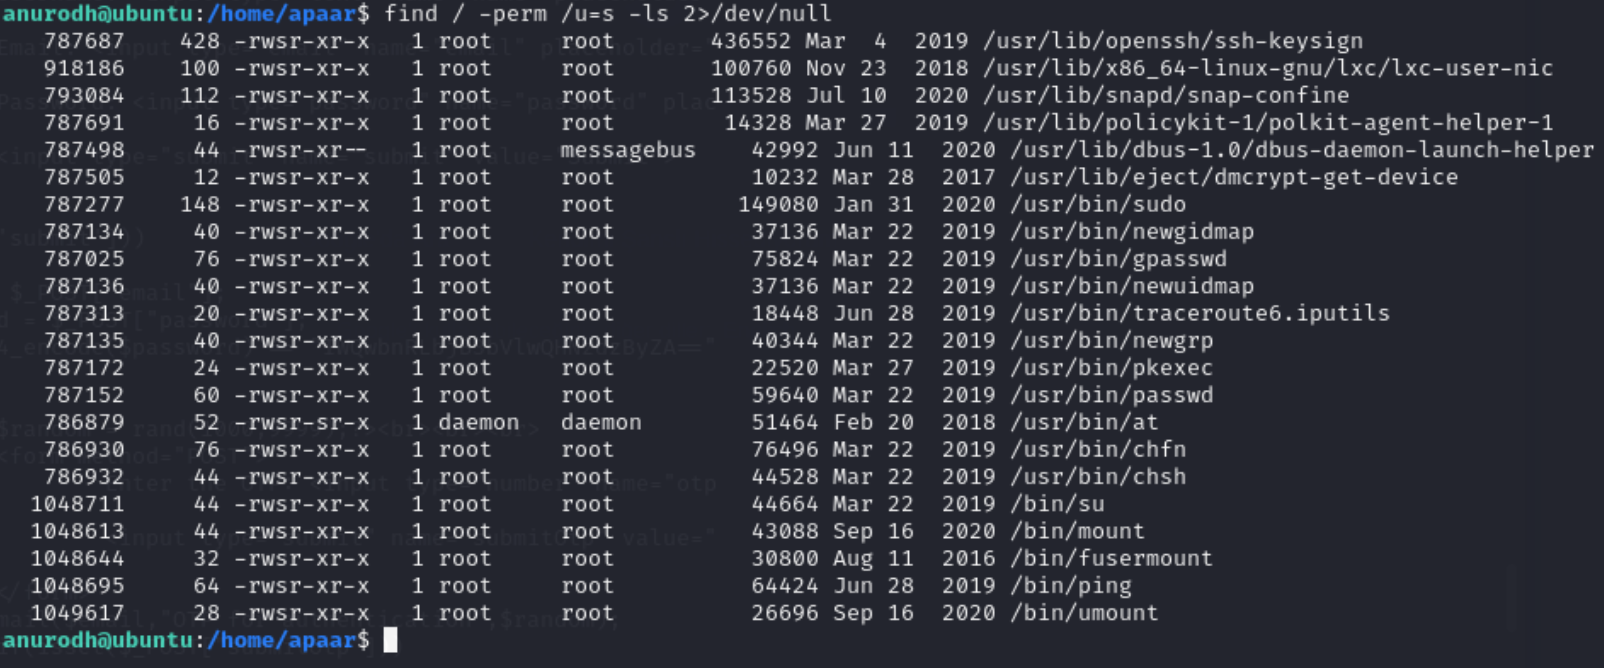 anurodh@ubuntu:/home/apaar$ find / -perm /u=s -ls 2>/dev/null
787687 428 -rwsr-xr-x 1 root root 436552 Mar 4 2019 /usr/lib/openssh/ssh-keysign
918186 100 -rwsr-xr-x 1 root root 100760 Nov 23 2018 /usr/lib/x86_64-linux-gnu/lxc/lxc-user-nic
793084 112 -rwsr-xr-x 1 root root 113528 Jul 10 2020 /usr/lib/snapd/snap-confine
787691 16 -rwsr-xr-x 1 root root 14328 Mar 27 2019 /usr/lib/policykit-1/polkit-agent-helper-1
787498 44 -rwsr-xr-- 1 root messagebus 42992 Jun 11 2020 /usr/lib/dbus-1.0/dbus-daemon-launch-helper
787505 12 -rwsr-xr-x 1 root root 10232 Mar 28 2017 /usr/lib/eject/dmcrypt-get-device
787277 148 -rwsr-xr-x 1 root root 149080 Jan 31 2020 /usr/bin/sudo
787134 40 -rwsr-xr-x 1 root root 37136 Mar 22 2019 /usr/bin/newgidmap
787025 76 -rwsr-xr-x 1 root root 75824 Mar 22 2019 /usr/bin/gpasswd
787136 40 -rwsr-xr-x 1 root root 37136 Mar 22 2019 /usr/bin/newuidmap
787313 20 -rwsr-xr-x 1 root root 18448 Jun 28 2019 /usr/bin/traceroute6.iputils
787135 40 -rwsr-xr-x 1 root root 40344 Mar 22 2019 /usr/bin/newgrp
787172 24 -rwsr-xr-x 1 root root 22520 Mar 27 2019 /usr/bin/pkexec
787152 60 -rwsr-xr-x 1 root root 59640 Mar 22 2019 /usr/bin/passwd
786879 52 -rwsr-sr-x 1 daemon daemon 51464 Feb 20 2018 /usr/bin/at
786930 76 -rwsr-xr-x 1 root root 76496 Mar 22 2019 /usr/bin/chfn
786932 44 -rwsr-xr-x 1 root root 44528 Mar 22 2019 /usr/bin/chsh
1048711 44 -rwsr-xr-x 1 root root 44664 Mar 22 2019 /bin/su
1048613 44 -rwsr-xr-x 1 root root 43088 Sep 16 2020 /bin/mount
1048644 32 -rwsr-xr-x 1 root root 30800 Aug 11 2016 /bin/fusermount
1048695 64 -rwsr-xr-x 1 root root 64424 Jun 28 2019 /bin/ping
1049617 28 -rwsr-xr-x 1 root root 26696 Sep 16 2020 /bin/umount
anurodh@ubuntu:/home/apaar$